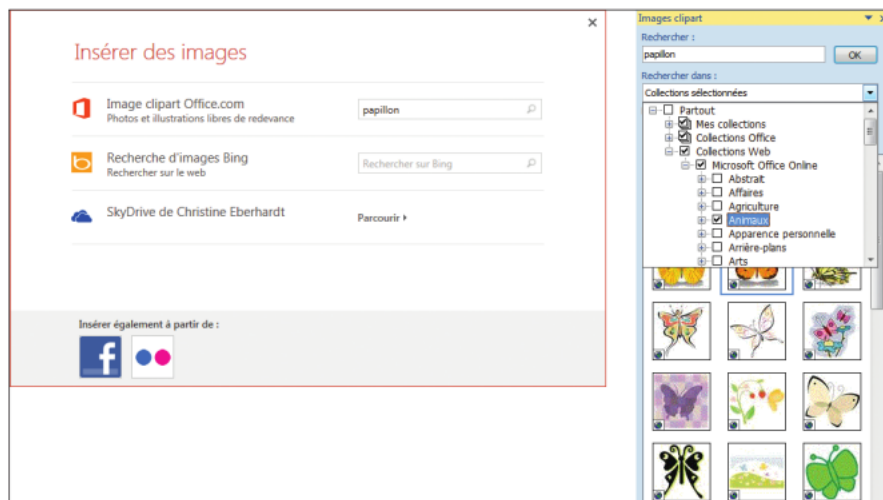 Insérer des images
Image clipart Office.com
Photos et illustrations libres de redevance
papillon
Recherche d'images Bing
Rechercher sur le web
Rechercher sur Bing
SkyDrive de Christine Eberhardt
Parcourir
Insérer également à partir de :
Images clipart
Rechercher :
papillon
OK
Rechercher dans :
Collections sélectionnées
Partout
Mes collections
Collections Office
Collections Web
Microsoft Office Online
Abstrait
Affaires
Agriculture
Animaux
Apparence personnelle
Arrière-plans
Arts